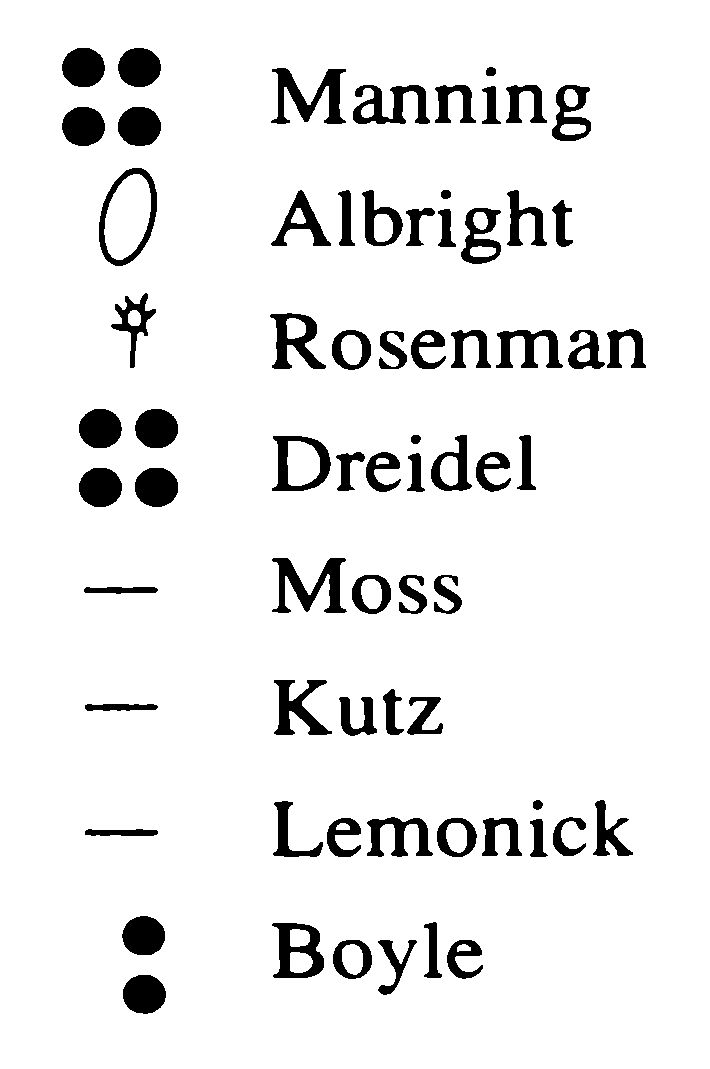 Manning
Albright
Rosenman
Dreidel
Moss
Kutz
Lemonick
Boyle